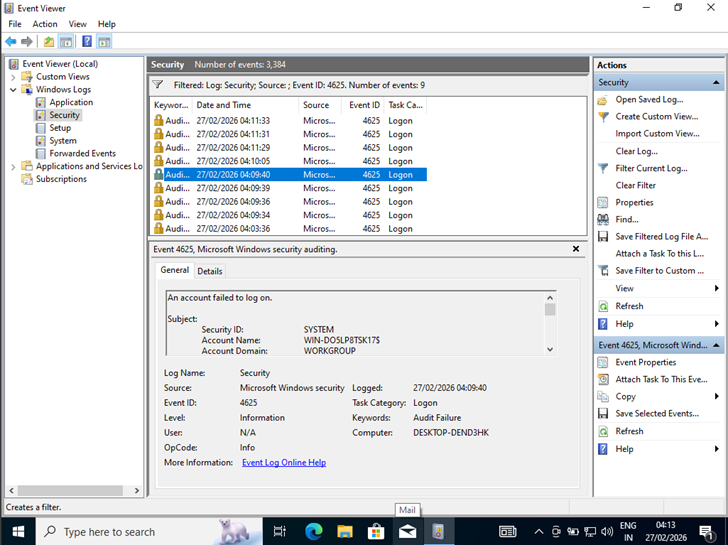 Event Viewer
File Action View Help
Event Viewer (Local)
Custom Views
Windows Logs
Application
Security
Setup
System
Forwarded Events
Applications and Services Lo
Subscriptions
Security Number of events: 3,384
Filtered: Log: Security; Source: ; Event ID: 4625. Number of events: 9
Keywor... Date and Time Source Event ID Task Ca...
Audi... 27/02/2026 04:11:33 Micros... 4625 Logon
Audi... 27/02/2026 04:11:31 Micros... 4625 Logon
Audi... 27/02/2026 04:11:29 Micros... 4625 Logon
Audi... 27/02/2026 04:10:05 Micros... 4625 Logon
Audi... 27/02/2026 04:09:40 Micros... 4625 Logon
Audi... 27/02/2026 04:09:39 Micros... 4625 Logon
Audi... 27/02/2026 04:09:36 Micros... 4625 Logon
Audi... 27/02/2026 04:09:34 Micros... 4625 Logon
Audi... 27/02/2026 04:03:36 Micros... 4625 Logon
Event 4625, Microsoft Windows security auditing.
General Details
An account failed to log on.
Subject:
Security ID: SYSTEM
Account Name: WIN-DO5LP8TSK17$
Account Domain: WORKGROUP
Log Name: Security
Source: Microsoft Windows security Logged: 27/02/2026 04:09:40
Event ID: 4625 Task Category: Logon
Level: Information Keywords: Audit Failure
User: N/A Computer: DESKTOP-DEND3HK
OpCode: Info
More Information: Event Log Online Help
Actions
Security
Open Saved Log...
Create Custom View...
Import Custom View...
Clear Log...
Filter Current Log...
Clear Filter
Properties
Find...
Save Filtered Log File A...
Attach a Task To this L...
Save Filter to Custom ...
View
Refresh
Help
Event 4625, Microsoft Wind...
Event Properties
Attach Task To This Eve...
Copy
Save Selected Events...
Refresh
Help
Creates a filter.
Mail
Type here to search
ENG
IN
04:13
27/02/2026
1